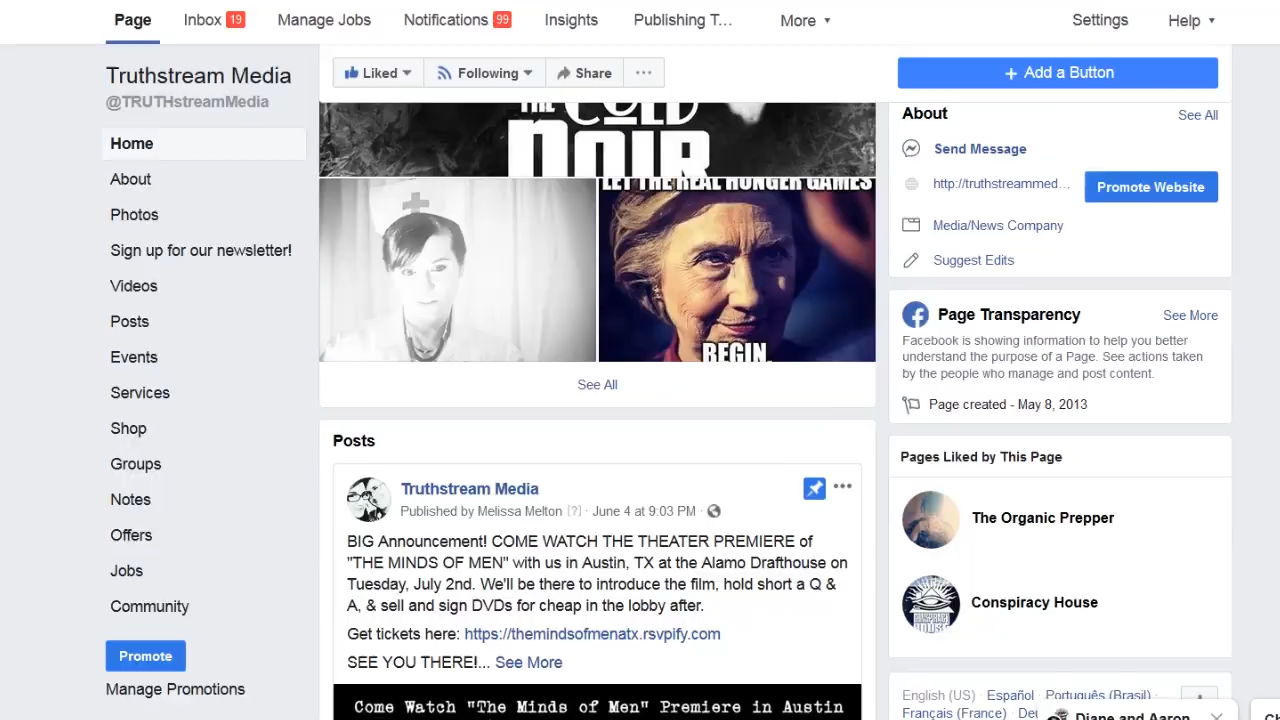 Page
Inbox 19
Manage Jobs
Notifications 99
Insights
Publishing T…
More
Settings
Help
Truthstream Media
@TRUTHstreamMedia
Home
About
Photos
Sign up for our newsletter!
Videos
Posts
Events
Services
Shop
Groups
Notes
Offers
Jobs
Community
Promote
Manage Promotions
Liked
Following
Share
Add a Button
THE COLD
NOIR
LET THE REAL HUNGER GAMES
BEGIN.
See All
Posts
Truthstream Media
Published by Melissa Melton [?] · June 4 at 9:03 PM ·
BIG Announcement! COME WATCH THE THEATER PREMIERE of
"THE MINDS OF MEN" with us in Austin, TX at the Alamo Drafthouse on
Tuesday, July 2nd. We'll be there to introduce the film, hold short a Q &
A, & sell and sign DVDs for cheap in the lobby after.
Get tickets here: https://themindsofmenatx.rsvpify.com
SEE YOU THERE!... See More
Come Watch "The Minds of Men" Premiere in Austin
About
See All
Send Message
http://truthstreammed…
Promote Website
Media/News Company
Suggest Edits
Page Transparency
See More
Facebook is showing information to help you better
understand the purpose of a Page. See actions taken
by the people who manage and post content.
Page created - May 8, 2013
Pages Liked by This Page
The Organic Prepper
Conspiracy House
English (US) · Español · Português (Brasil) ·
Français (France) ·
Diane and Aaron